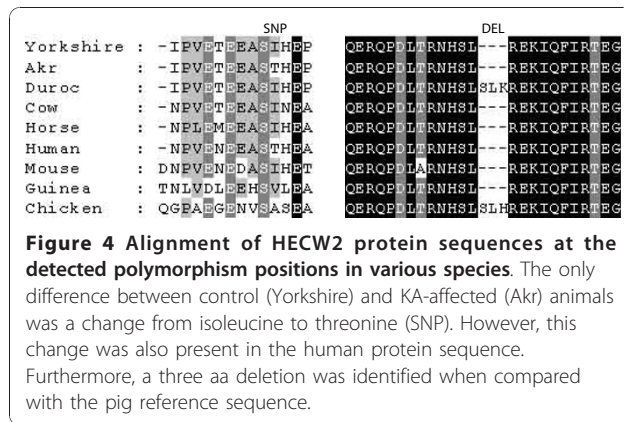 SNP DEL
Yorkshire : -IPVETEEASIHEP QERQPDLTRNHSL---REKIQFIRTEG
Akr : -IPVETEEASTHEP QERQPDLTRNHSL---REKIQFIRTEG
Duroc : -IPVETEEASIHEP QERQPDLTRNHSLSLKREKIQFIRTEG
Cow : -NPVETEEASINEA QERQPDLTRNHSL---REKIQFIRTEG
Horse : -NPLEMEEASIHEA QERQPDLTRNHSL---REKIQFIRTEG
Human : -NPVENEEASTHEA QERQPDLTRNHSL---REKIQFIRTEG
Mouse : DNPVENEDASIHET QERQPDLARNHSL---REKIQFIRTEG
Guinea : TNLVDLEEHSVLEA QERQPDLTRNHSL---REKIQFIRTEG
Chicken : QGPAEGENVSASEA QERQPDLTRNHSLSLHREKIQFIRTEG
Figure 4 Alignment of HECW2 protein sequences at the
detected polymorphism positions in various species. The only
difference between control (Yorkshire) and KA-affected (Akr) animals
was a change from isoleucine to threonine (SNP). However, this
change was also present in the human protein sequence.
Furthermore, a three aa deletion was identified when compared
with the pig reference sequence.